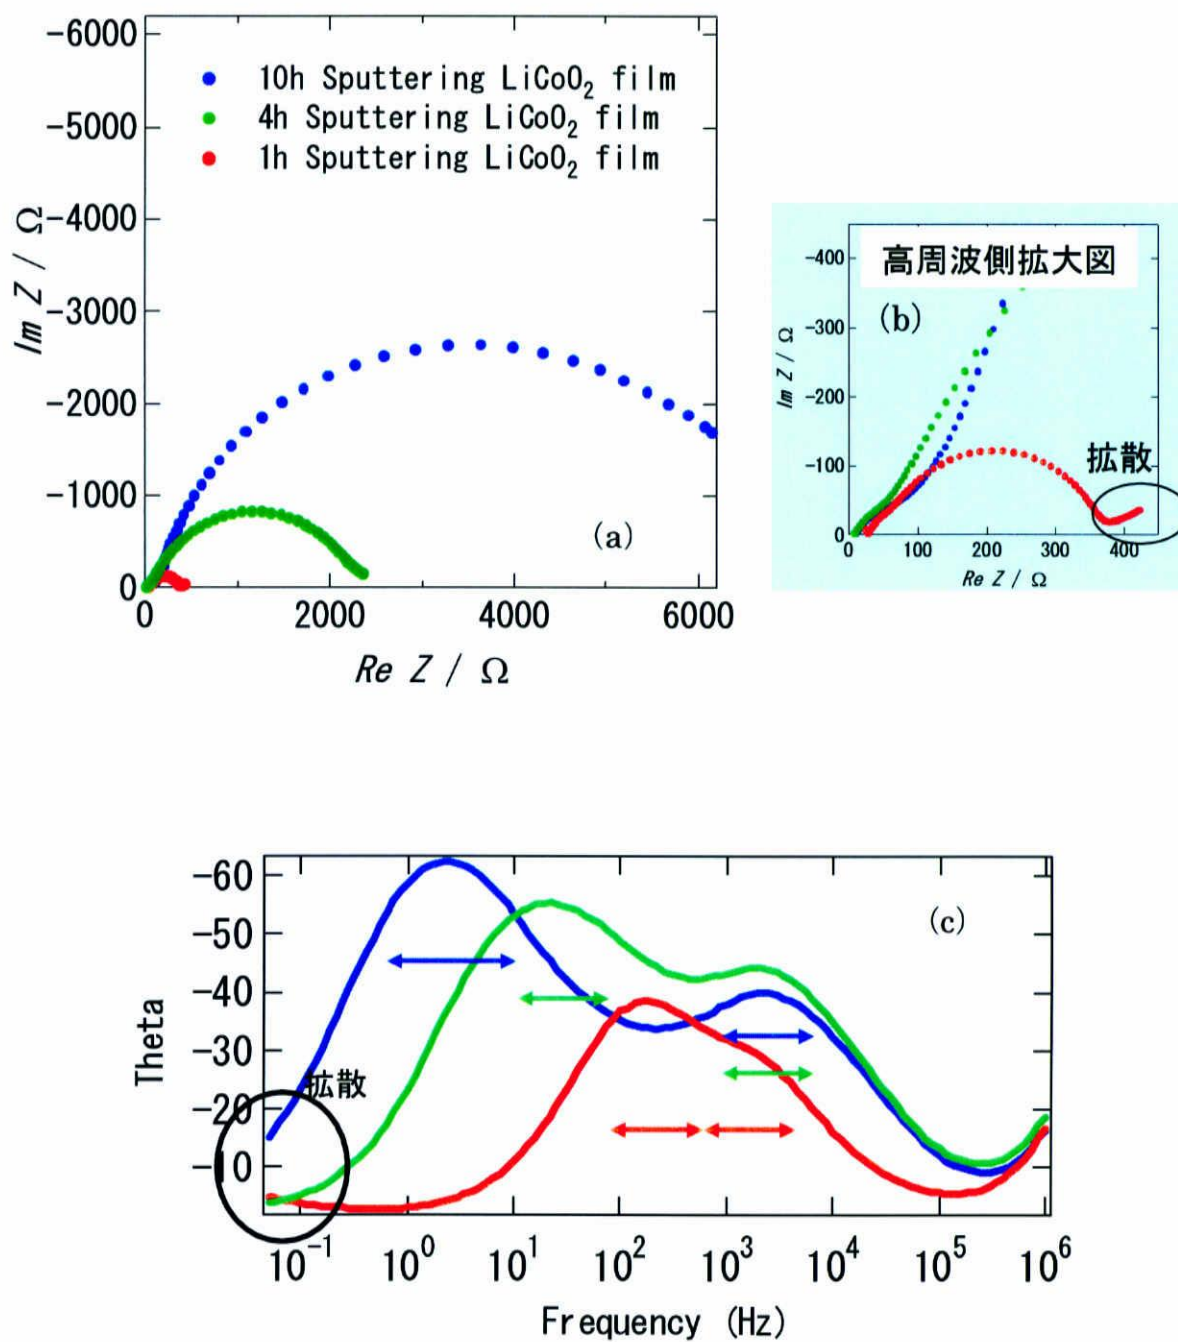 -6000
-5000
-4000
-3000
-2000
-1000
0
Im Z / Ω
10h Sputtering LiCoO₂ film
4h Sputtering LiCoO₂ film
1h Sputtering LiCoO₂ film
(a)
0
2000
4000
6000
Re Z / Ω
高周波側拡大図
(b)
-400
-300
-200
-100
0
Im Z / Ω
拡散
0
100
200
300
400
Re Z / Ω
(c)
-60
-50
-40
-30
-20
-10
Theta
拡散
10⁻¹
10⁰
10¹
10²
10³
10⁴
10⁵
10⁶
Frequency (Hz)